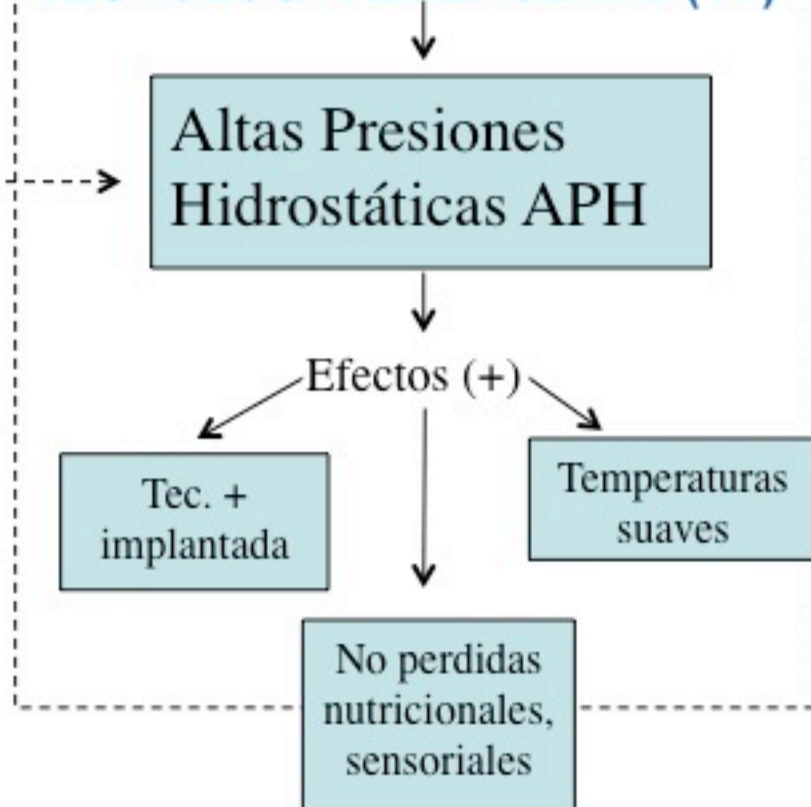 Altas Presiones
Hidrostáticas APH
Efectos (+)
Tec. +
implantada
Temperaturas
suaves
No perdidas
nutricionales,
sensoriales